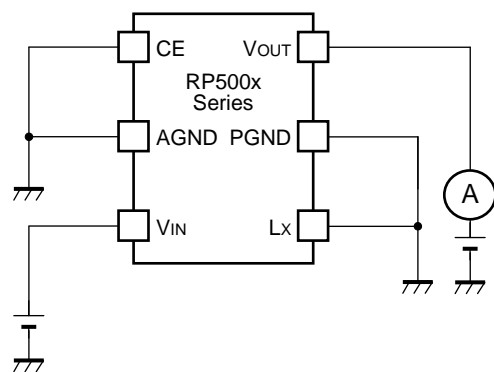 CE VOUT
RP500x
Series
AGND PGND
A
VIN LX